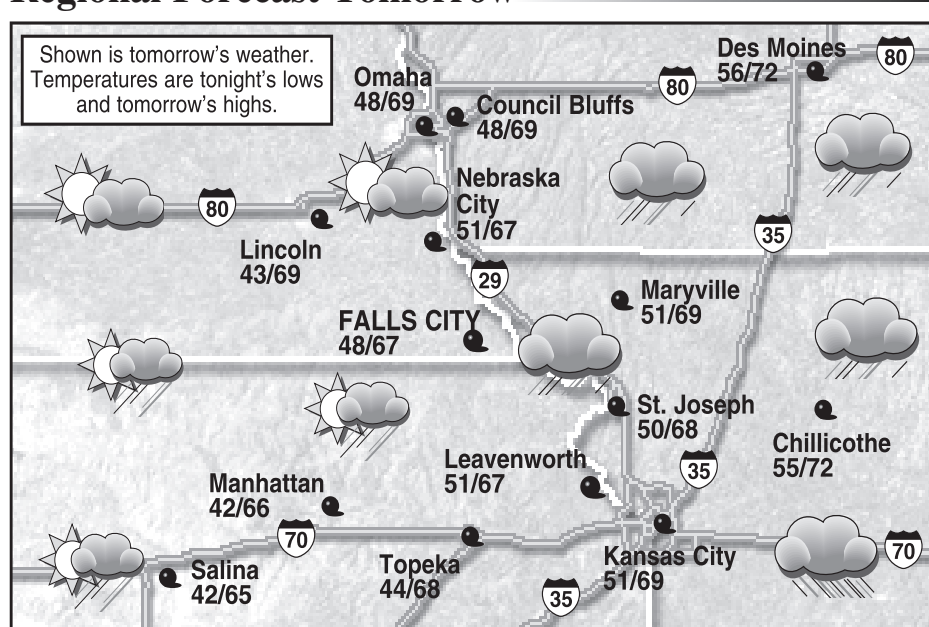 Regional Forecast Tomorrow
Shown is tomorrow's weather.
Temperatures are tonight's lows
and tomorrow's highs.
Omaha
48/69
Council Bluffs
48/69
Des Moines
56/72
80
80
80
Nebraska
City
51/67
Lincoln
43/69
35
29
Maryville
51/69
FALLS CITY
48/67
St. Joseph
50/68
Chillicothe
55/72
Leavenworth
51/67
35
Manhattan
42/66
70
Topeka
44/68
Kansas City
51/69
70
Salina
42/65
35